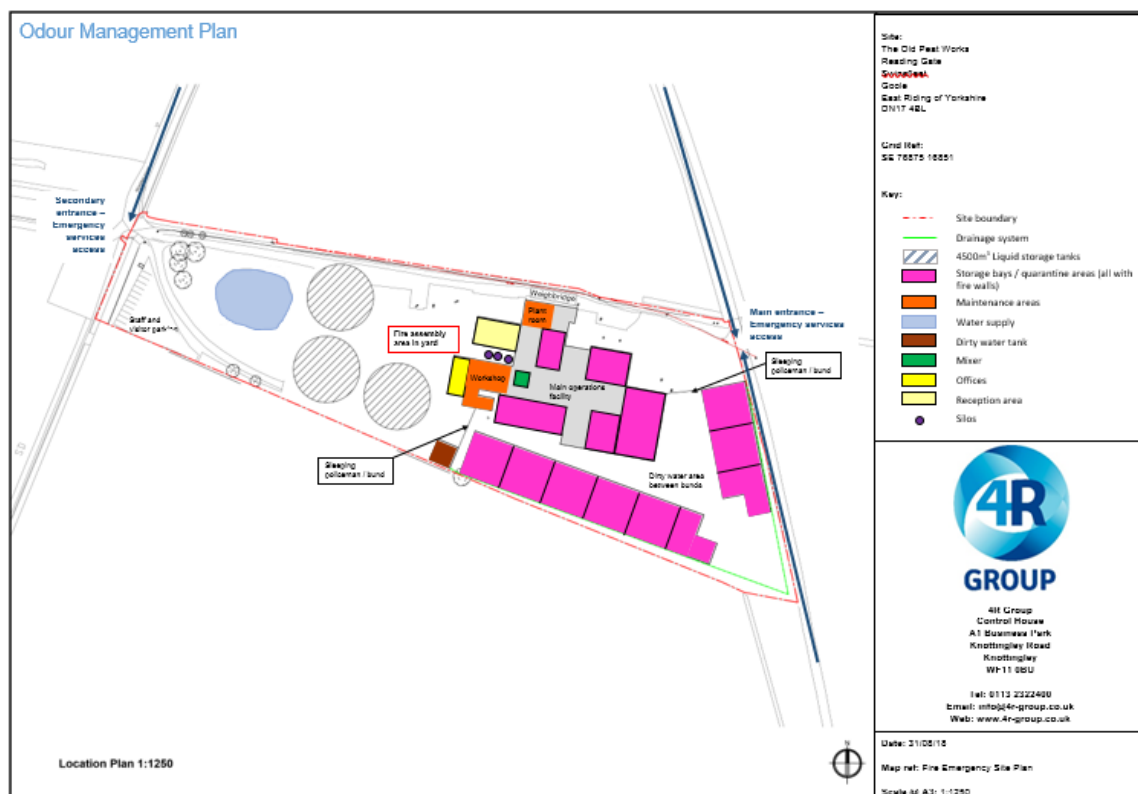 Odour Management Plan
Secondary
entrance –
Emergency
services
access
Staff and
visitor parking
SD
Fire assembly
area in yard
Weighbridge
Plant
room
Workshop
Main operations
facility
Main entrance –
Emergency services
access
Sleeping
policeman / bund
Sleeping
policeman / bund
Dirty water area
between bunds
Location Plan 1:1250
N
Site:
The Old Peat Works
Reading Gate
Swinefleet
Goole
East Riding of Yorkshire
DN17 4BL
Grid Ref:
SE 76875 16891
Key:
Site boundary
Drainage system
4500m³ Liquid storage tanks
Storage bays / quarantine areas (all with
fire walls)
Maintenance areas
Water supply
Dirty water tank
Mixer
Offices
Reception area
Silos
4R
GROUP
4R Group
Control House
A1 Business Park
Knottingley Road
Knottingley
WF11 0BU
Tel: 0113 2322400
Email: info@4r-group.co.uk
Web: www.4r-group.co.uk
Date: 31/08/18
Map ref: Fire Emergency Site Plan
Scale @ A3: 1:1250